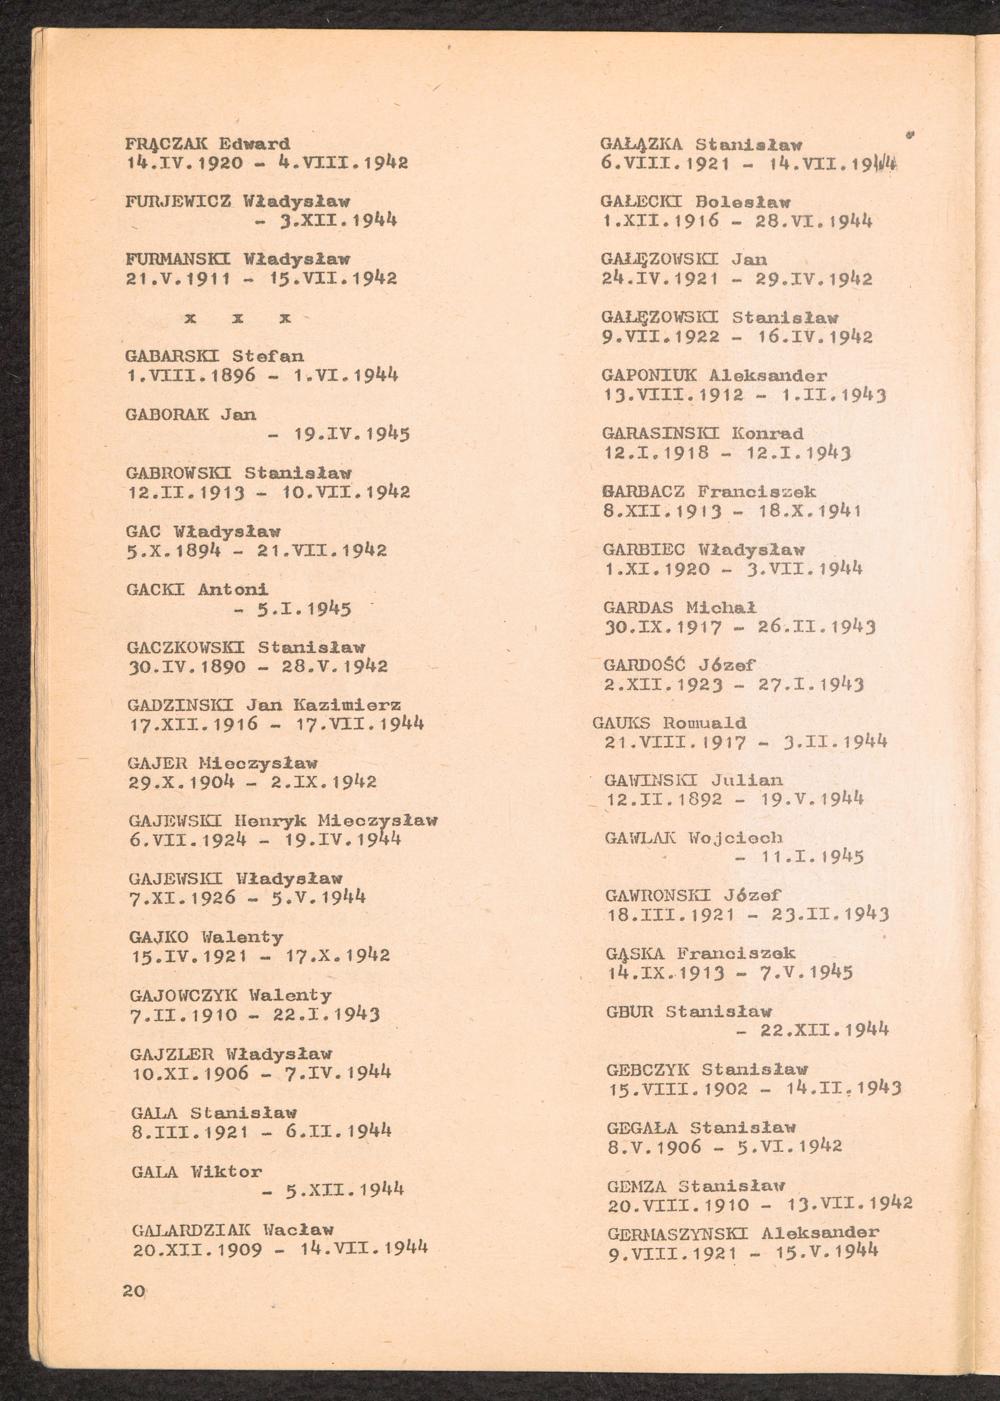 FRĄCZAK Edward
14.IV.1920 - 4.VIII.1942
FURJEWICZ Władysław
- 3.XII.1944
FURMANSKI Władysław
21.V.1911 - 15.VII.1942
x x x
GABARSKI Stefan
1.VIII.1896 - 1.VI.1944
GABORAK Jan
- 19.IV.1945
GABROWSKI Stanisław
12.II.1913 - 10.VII.1942
GAC Władysław
5.X.1894 - 21.VII.1942
GACKI Antoni
- 5.I.1945
GACZKOWSKI Stanisław
30.IV.1890 - 28.V.1942
GADZINSKI Jan Kazimierz
17.XII.1916 - 17.VII.1944
GAJER Mieczysław
29.X.1904 - 2.IX.1942
GAJEWSKI Henryk Mieczysław
6.VII.1924 - 19.IV.1944
GAJEWSKI Władysław
7.XI.1926 - 5.V.1944
GAJKO Walenty
15.IV.1921 - 17.X.1942
GAJOWCZYK Walenty
7.II.1910 - 22.I.1943
GAJZLER Władysław
10.XI.1906 - 7.IV.1944
GALA Stanisław
8.III.1921 - 6.II.1944
GALA Wiktor
- 5.XII.1944
GALARDZIAK Wacław
20.XII.1909 - 14.VII.1944
20
GAŁĄZKA Stanisław
6.VIII.1921 - 14.VII.1944
GAŁECKI Bolesław
1.XII.1916 - 28.VI.1944
GAŁĘZOWSKI Jan
24.IV.1921 - 29.IV.1942
GAŁĘZOWSKI Stanisław
9.VII.1922 - 16.IV.1942
GAPONIUK Aleksander
13.VIII.1912 - 1.II.1943
GARASINSKI Konrad
12.I.1918 - 12.I.1943
GARBACZ Franciszek
8.XII.1913 - 18.X.1941
GARBIEC Władysław
1.XI.1920 - 3.VII.1944
GARDAS Michał
30.IX.1917 - 26.II.1943
GARDOŚĆ Józef
2.XII.1923 - 27.I.1943
GAUKS Romuald
21.VIII.1917 - 3.II.1944
GAWINSKI Julian
12.II.1892 - 19.V.1944
GAWLAK Wojciech
- 11.I.1945
GAWRONSKI Józef
18.III.1921 - 23.II.1943
GĄSKA Franciszek
14.IX.1913 - 7.V.1945
GBUR Stanisław
- 22.XII.1944
GEBCZYK Stanisław
15.VIII.1902 - 14.II.1943
GEGAŁA Stanisław
8.V.1906 - 5.VI.1942
GEMZA Stanisław
20.VIII.1910 - 13.VII.1942
GERMASZYNSKI Aleksander
9.VIII.1921 - 15.V.1944